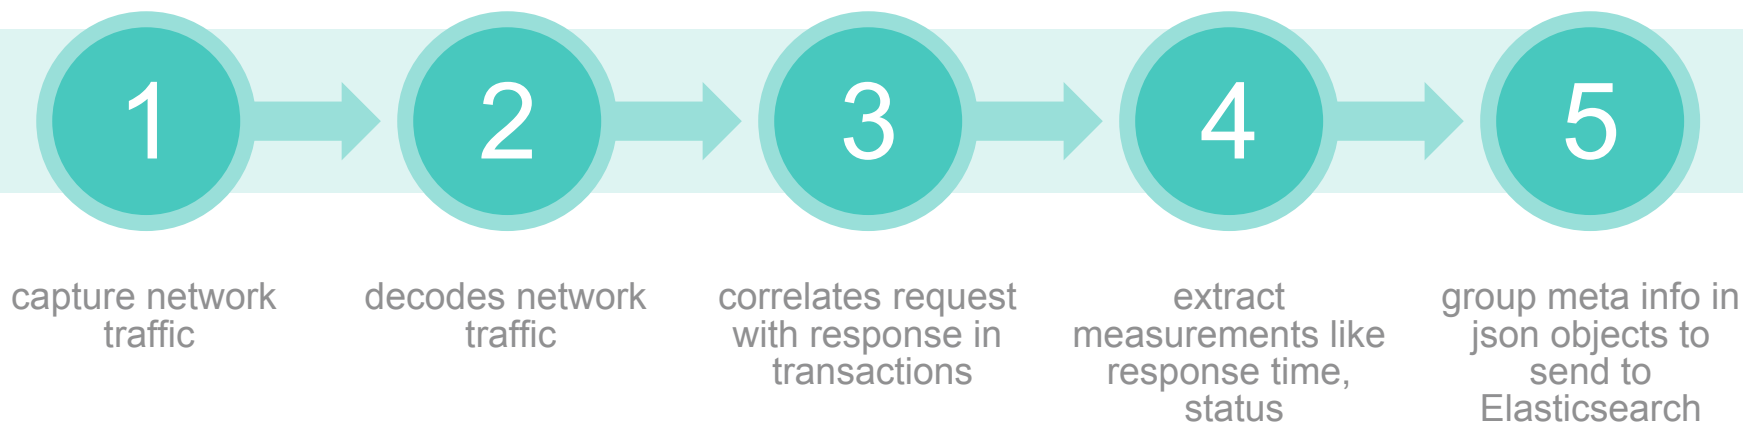 1
2
3
4
5
capture network
traffic
decodes network
traffic
correlates request
with response in
transactions
extract
measurements like
response time,
status
group meta info in
json objects to
send to
Elasticsearch